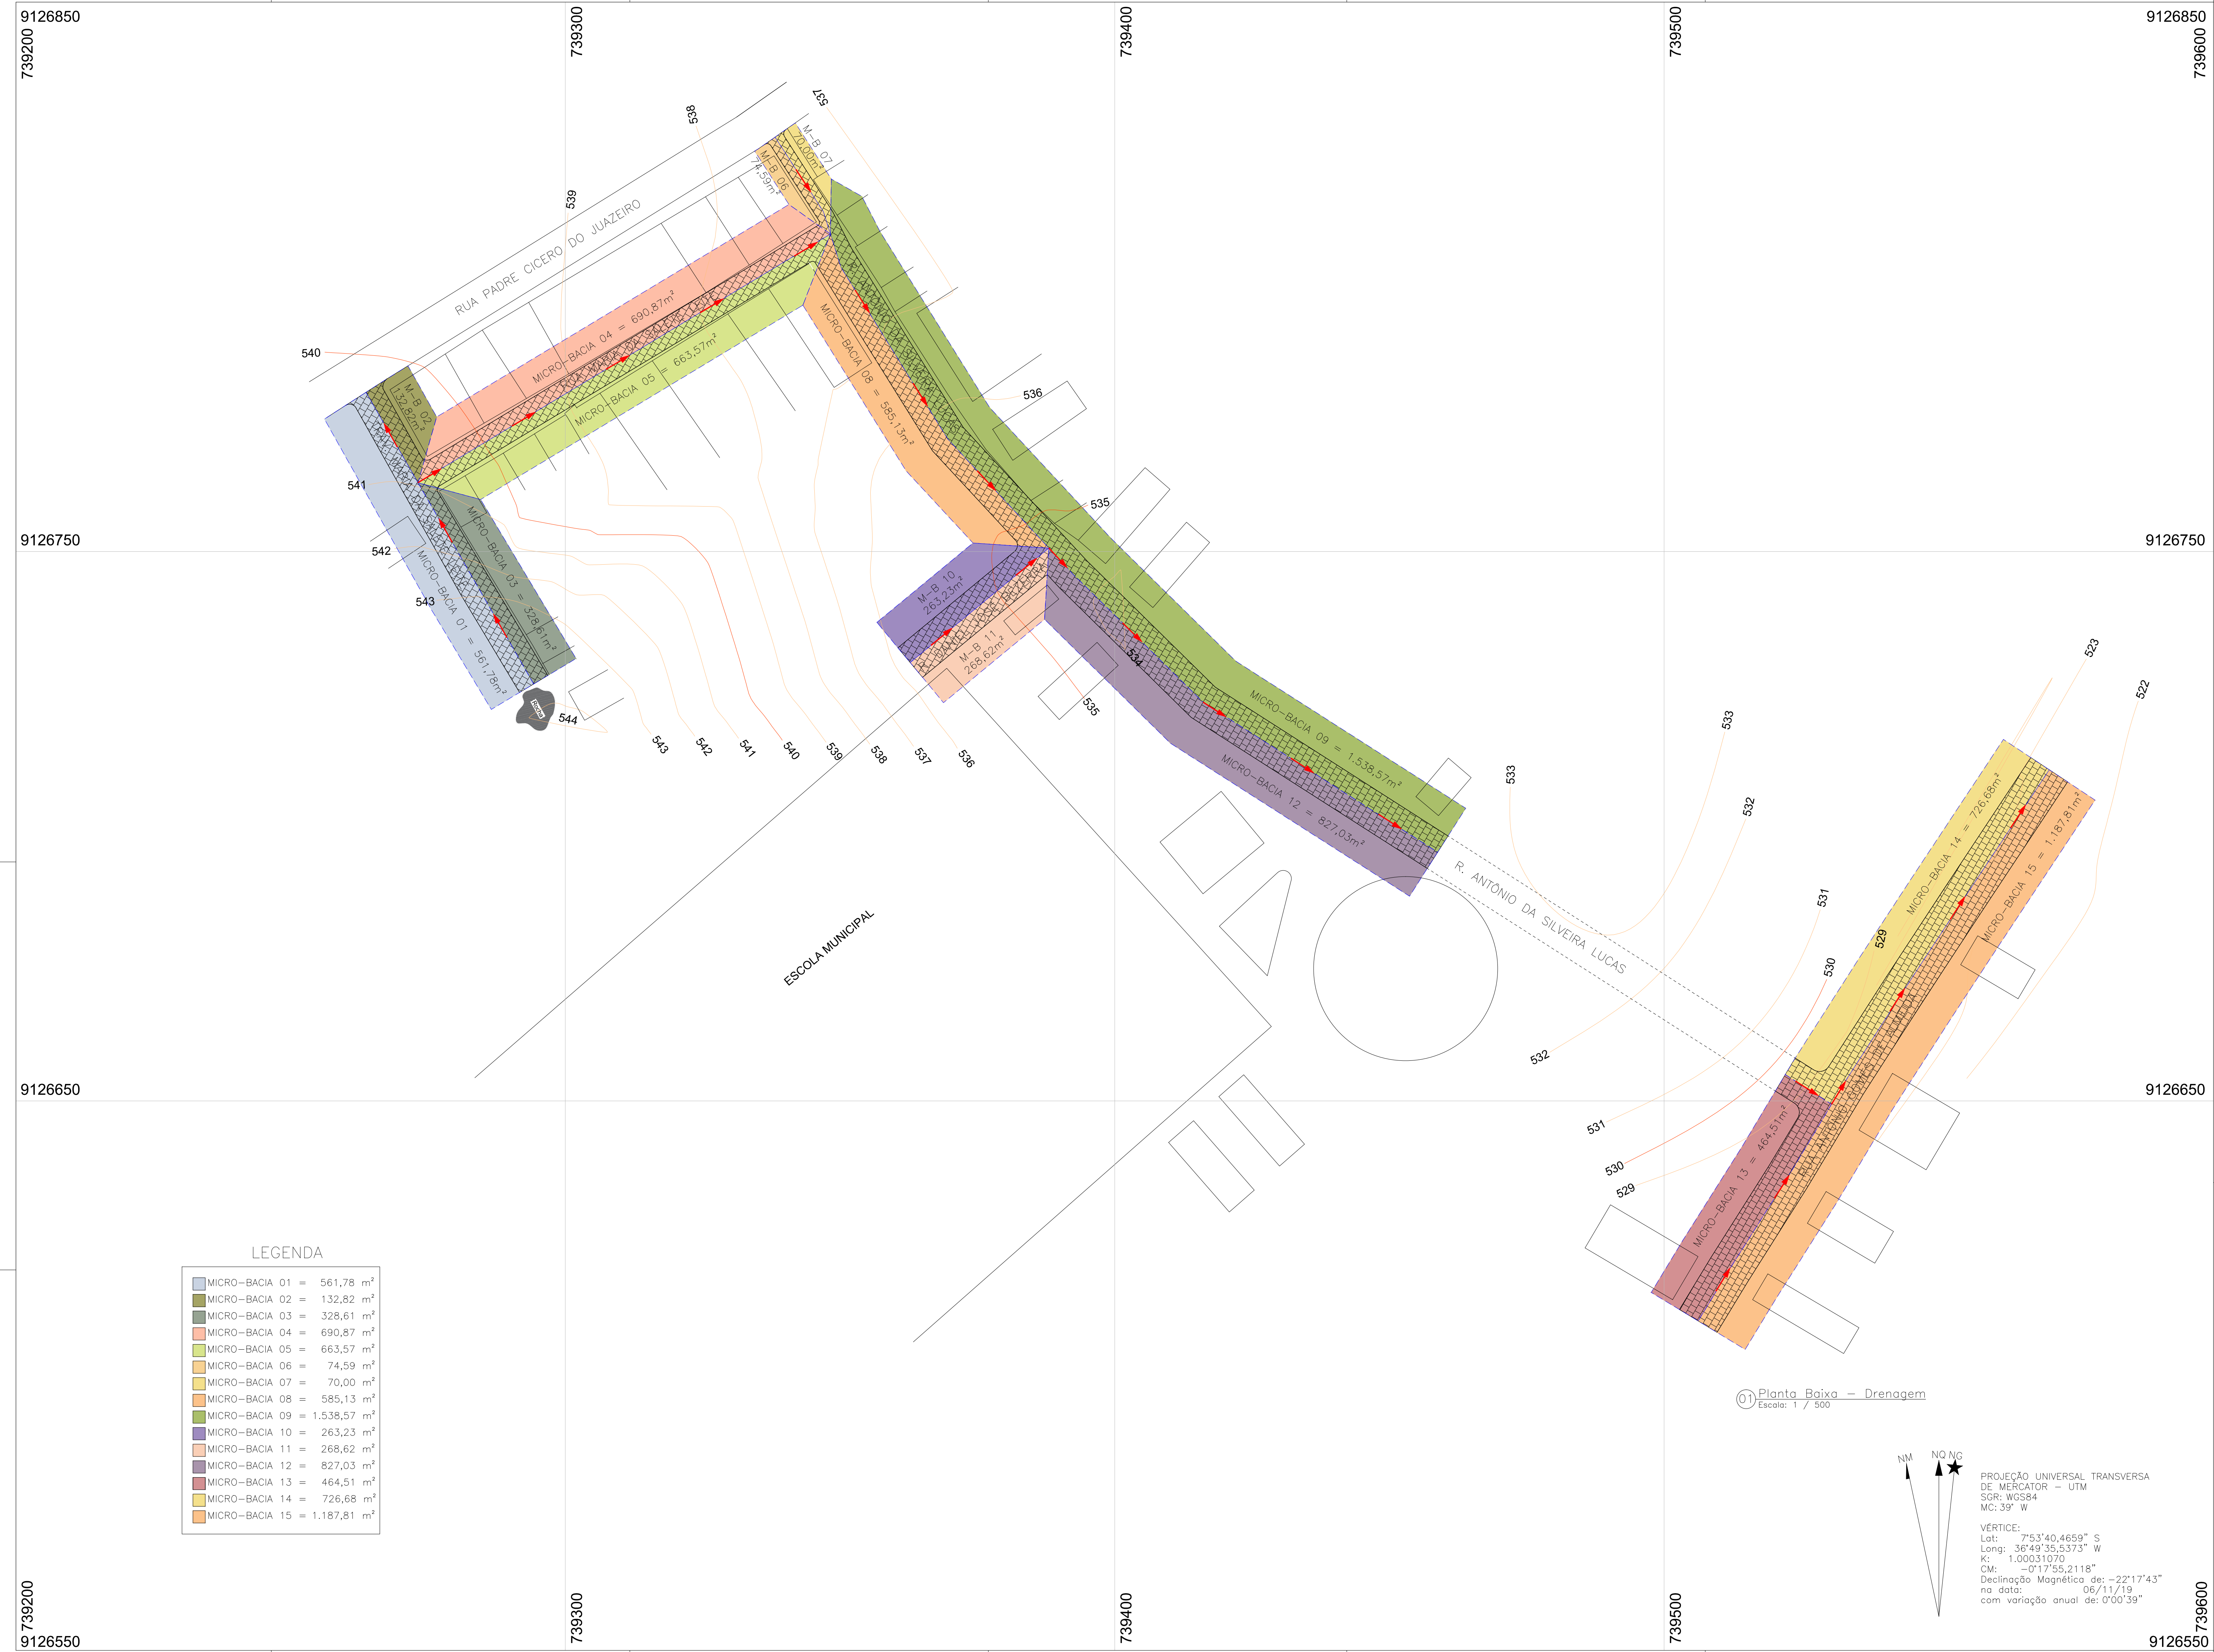 9126850
9126850
739200
739300
739400
739500
739600
537
538
M-B 07
70,00m²
M-B 06
74,59m²
539
RUA PADRE CICERO DO JUAZEIRO
MICRO-BACIA 04 = 690,87m²
540
MICRO-BACIA 05 = 663,57m²
MICRO-BACIA 08 = 585,13m²
M-B 02
132,82m²
536
541
535
MICRO-BACIA 03 = 328,61m²
9126750
9126750
542
MICRO-BACIA 01 = 561,78m²
543
M-B 10
263,23m²
M-B 11
268,62m²
534
523
522
Rocha
544
535
543
542
541
540
539
538
537
536
MICRO-BACIA 09 = 1.538,57m²
MICRO-BACIA 12 = 827,03m²
533
533
532
MICRO-BACIA 14 = 726,68m²
MICRO-BACIA 15 = 1.187,81m²
R. ANTÔNIO DA SILVEIRA LUCAS
531
529
530
ESCOLA MUNICIPAL
532
9126650
9126650
RUA ANTONIO GOMES DE ALMEIDA
531
530
529
MICRO-BACIA 13 = 464,51m²
LEGENDA
MICRO-BACIA 01 = 561,78 m²
MICRO-BACIA 02 = 132,82 m²
MICRO-BACIA 03 = 328,61 m²
MICRO-BACIA 04 = 690,87 m²
MICRO-BACIA 05 = 663,57 m²
MICRO-BACIA 06 = 74,59 m²
MICRO-BACIA 07 = 70,00 m²
MICRO-BACIA 08 = 585,13 m²
MICRO-BACIA 09 = 1.538,57 m²
MICRO-BACIA 10 = 263,23 m²
MICRO-BACIA 11 = 268,62 m²
MICRO-BACIA 12 = 827,03 m²
MICRO-BACIA 13 = 464,51 m²
MICRO-BACIA 14 = 726,68 m²
MICRO-BACIA 15 = 1.187,81 m²
01 Planta Baixa - Drenagem
Escala: 1 / 500
NM NQ NG
PROJEÇÃO UNIVERSAL TRANSVERSA
DE MERCATOR - UTM
SGR: WGS84
MC: 39° W
VÉRTICE:
Lat: 7°53'40,4659" S
Long: 36°49'35,5373" W
K: 1.00031070
CM: -0°17'55,2118"
Declinação Magnética de: -22°17'43"
na data: 06/11/19
com variação anual de: 0°00'39"
739200
739300
739400
739500
739600
9126550
9126550